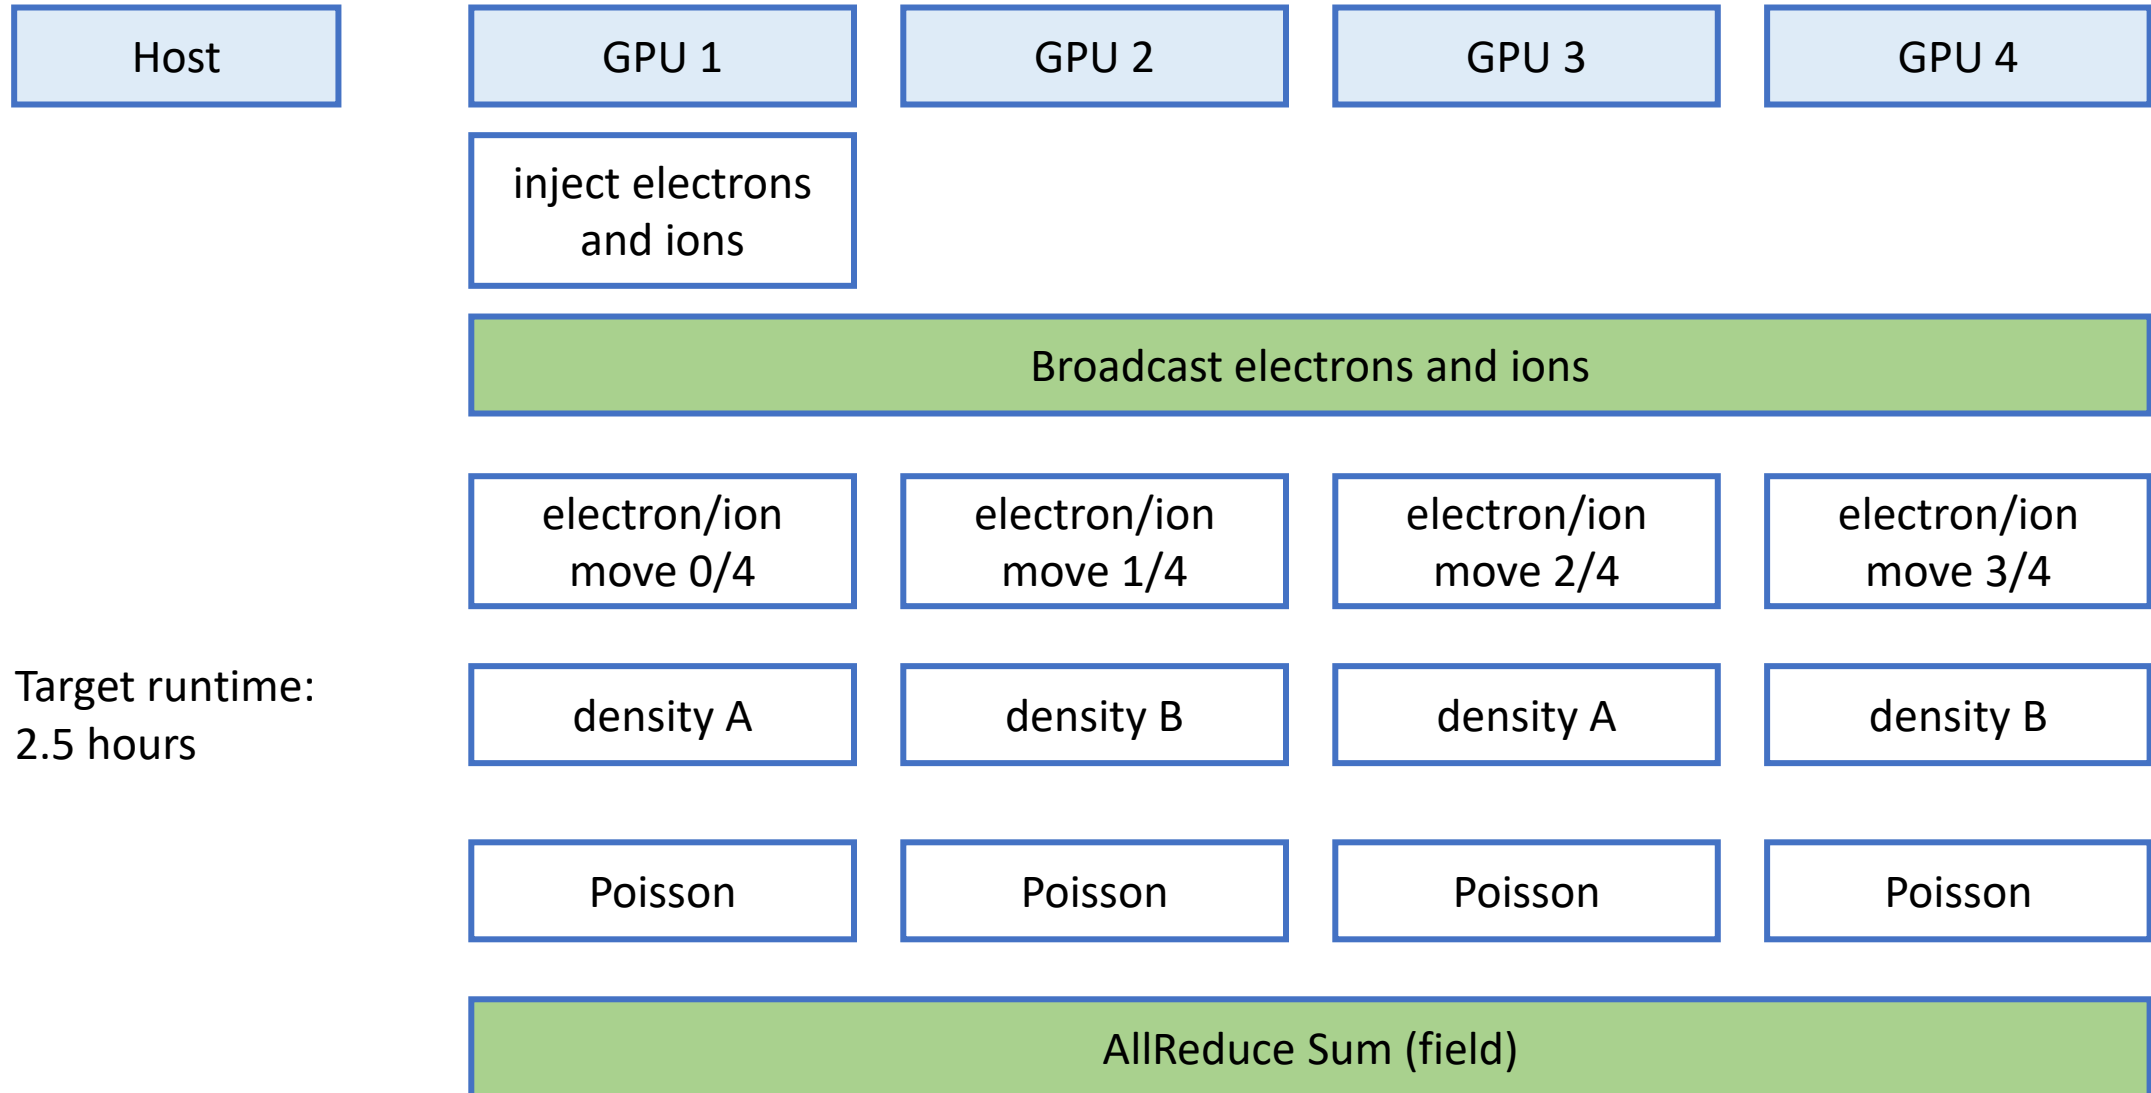 Host
GPU 1
GPU 2
GPU 3
GPU 4
inject electrons
and ions
Broadcast electrons and ions
electron/ion
move 0/4
electron/ion
move 1/4
electron/ion
move 2/4
electron/ion
move 3/4
Target runtime:
2.5 hours
density A
density B
density A
density B
Poisson
Poisson
Poisson
Poisson
AllReduce Sum (field)